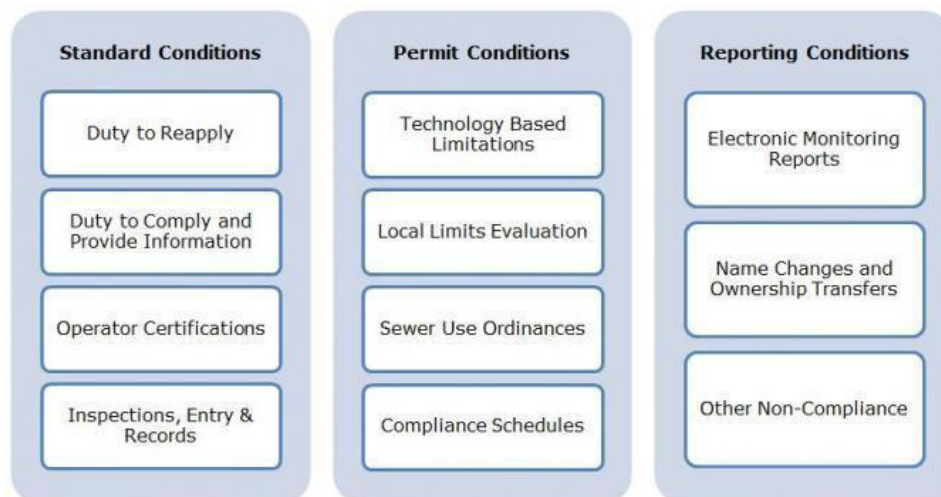 Standard Conditions
Duty to Reapply
Duty to Comply and
Provide Information
Operator Certifications
Inspections, Entry &
Records
Permit Conditions
Technology Based
Limitations
Local Limits Evaluation
Sewer Use Ordinances
Compliance Schedules
Reporting Conditions
Electronic Monitoring
Reports
Name Changes and
Ownership Transfers
Other Non-Compliance